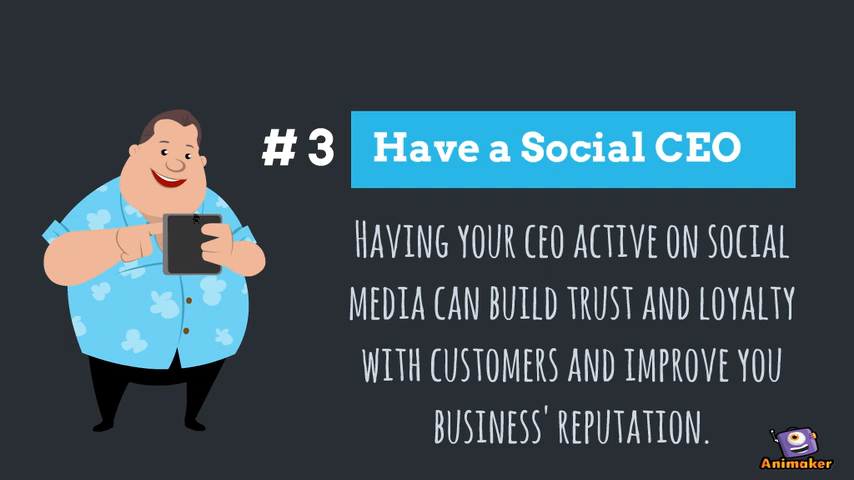 # 3 Have a Social CEO
HAVING YOUR CEO ACTIVE ON SOCIAL
MEDIA CAN BUILD TRUST AND LOYALTY
WITH CUSTOMERS AND IMPROVE YOU
BUSINESS' REPUTATION.
Animaker